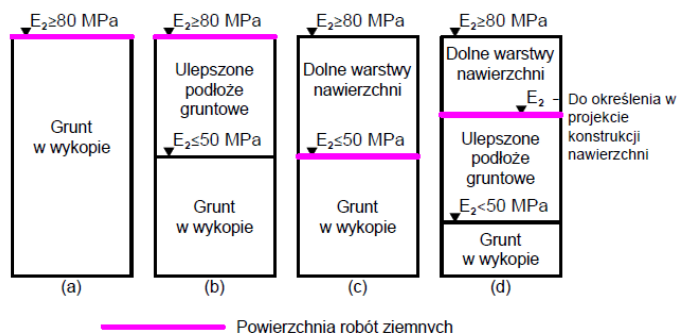 E₂≥80 MPa
Grunt
w wykopie
(a)
E₂≥80 MPa
Ulepszone
podłoże
gruntowe
E₂≤50 MPa
Grunt
w wykopie
(b)
E₂≥80 MPa
Dolne warstwy
nawierzchni
E₂≤50 MPa
Grunt
w wykopie
(c)
E₂≥80 MPa
Dolne warstwy
nawierzchni
E₂ - Do określenia w
projekcie
konstrukcji
nawierzchni
Ulepszone
podłoże
gruntowe
E₂<50 MPa
Grunt
w wykopie
(d)
Powierzchnia robót ziemnych